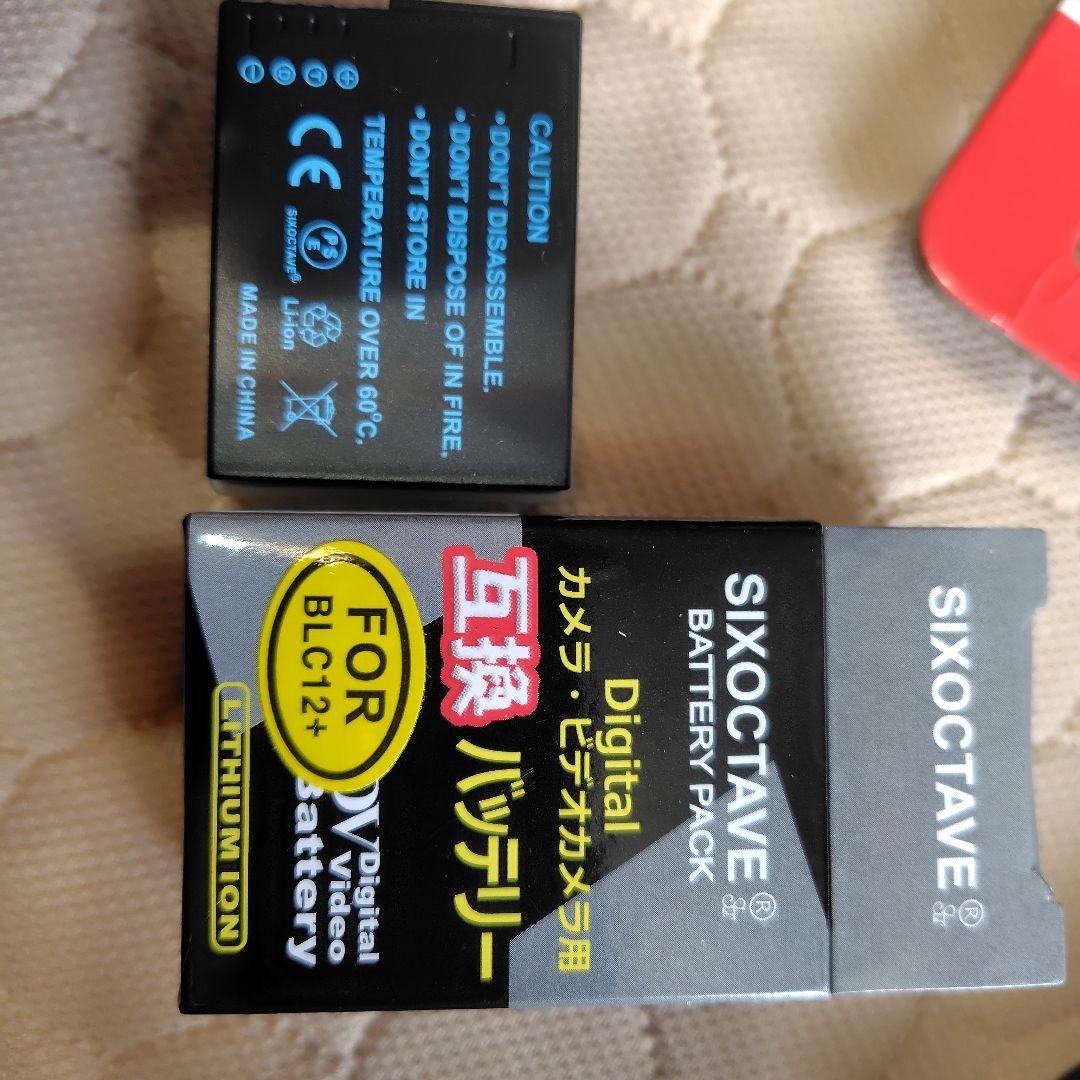 CAUTION
•DON'T DISASSEMBLE,
•DON'T DISPOSE OF IN FIRE,
•DON'T STORE IN
TEMPERATURE OVER 60°C,
CE
PS
E
SIXOCTAVE®
Li-ion
MADE IN CHINA
SIXOCTAVE®
SIXOCTAVE®
BATTERY PACK
Digital
カメラ・ビデオカメラ用
互換バッテリー
FOR
BLC12+
DV Digital
Video
Battery
LITHIUM ION